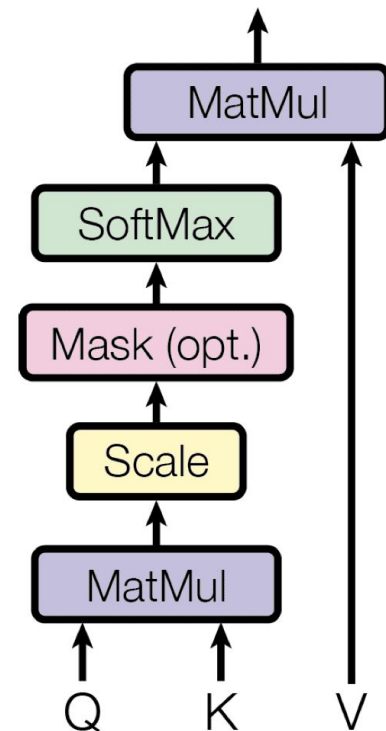 MatMul
SoftMax
Mask (opt.)
Scale
MatMul
Q K V